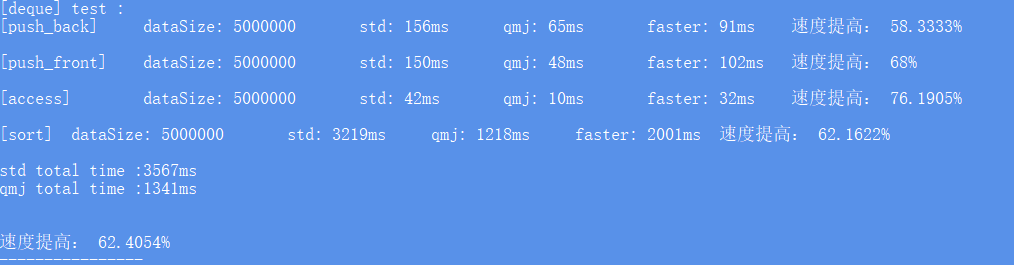 [deque] test :
[push_back] dataSize: 5000000 std: 156ms qmj: 65ms faster: 91ms 速度提高： 58.3333%
[push_front] dataSize: 5000000 std: 150ms qmj: 48ms faster: 102ms 速度提高： 68%
[access] dataSize: 5000000 std: 42ms qmj: 10ms faster: 32ms 速度提高： 76.1905%
[sort] dataSize: 5000000 std: 3219ms qmj: 1218ms faster: 2001ms 速度提高： 62.1622%
std total time :3567ms
qmj total time :1341ms
速度提高： 62.4054%
----------------